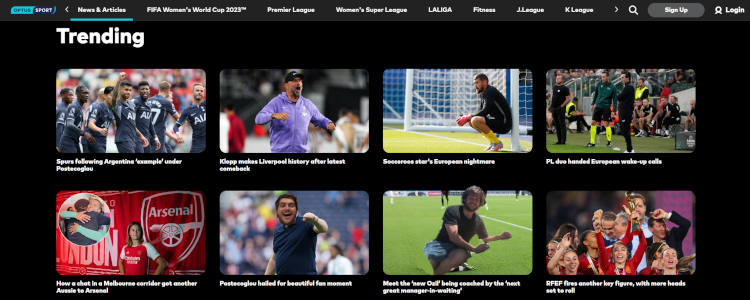 OPTUS SPORT
News & Articles
FIFA Women's World Cup 2023™
Premier League
Women's Super League
LALIGA
Fitness
J.League
K League
Sign Up
Login
Trending
Spurs following Argentina 'example' under
Postecoglou
Klopp makes Liverpool history after latest
comeback
Socceroos star's European nightmare
PL duo handed European wake-up calls
Arsenal
LONDON
How a chat in a Melbourne corridor got another
Aussie to Arsenal
Postecoglou hailed for beautiful fan moment
Meet the 'new Ozil' being coached by the 'next
great manager-in-waiting'
RFEF fires another key figure, with more heads
set to roll